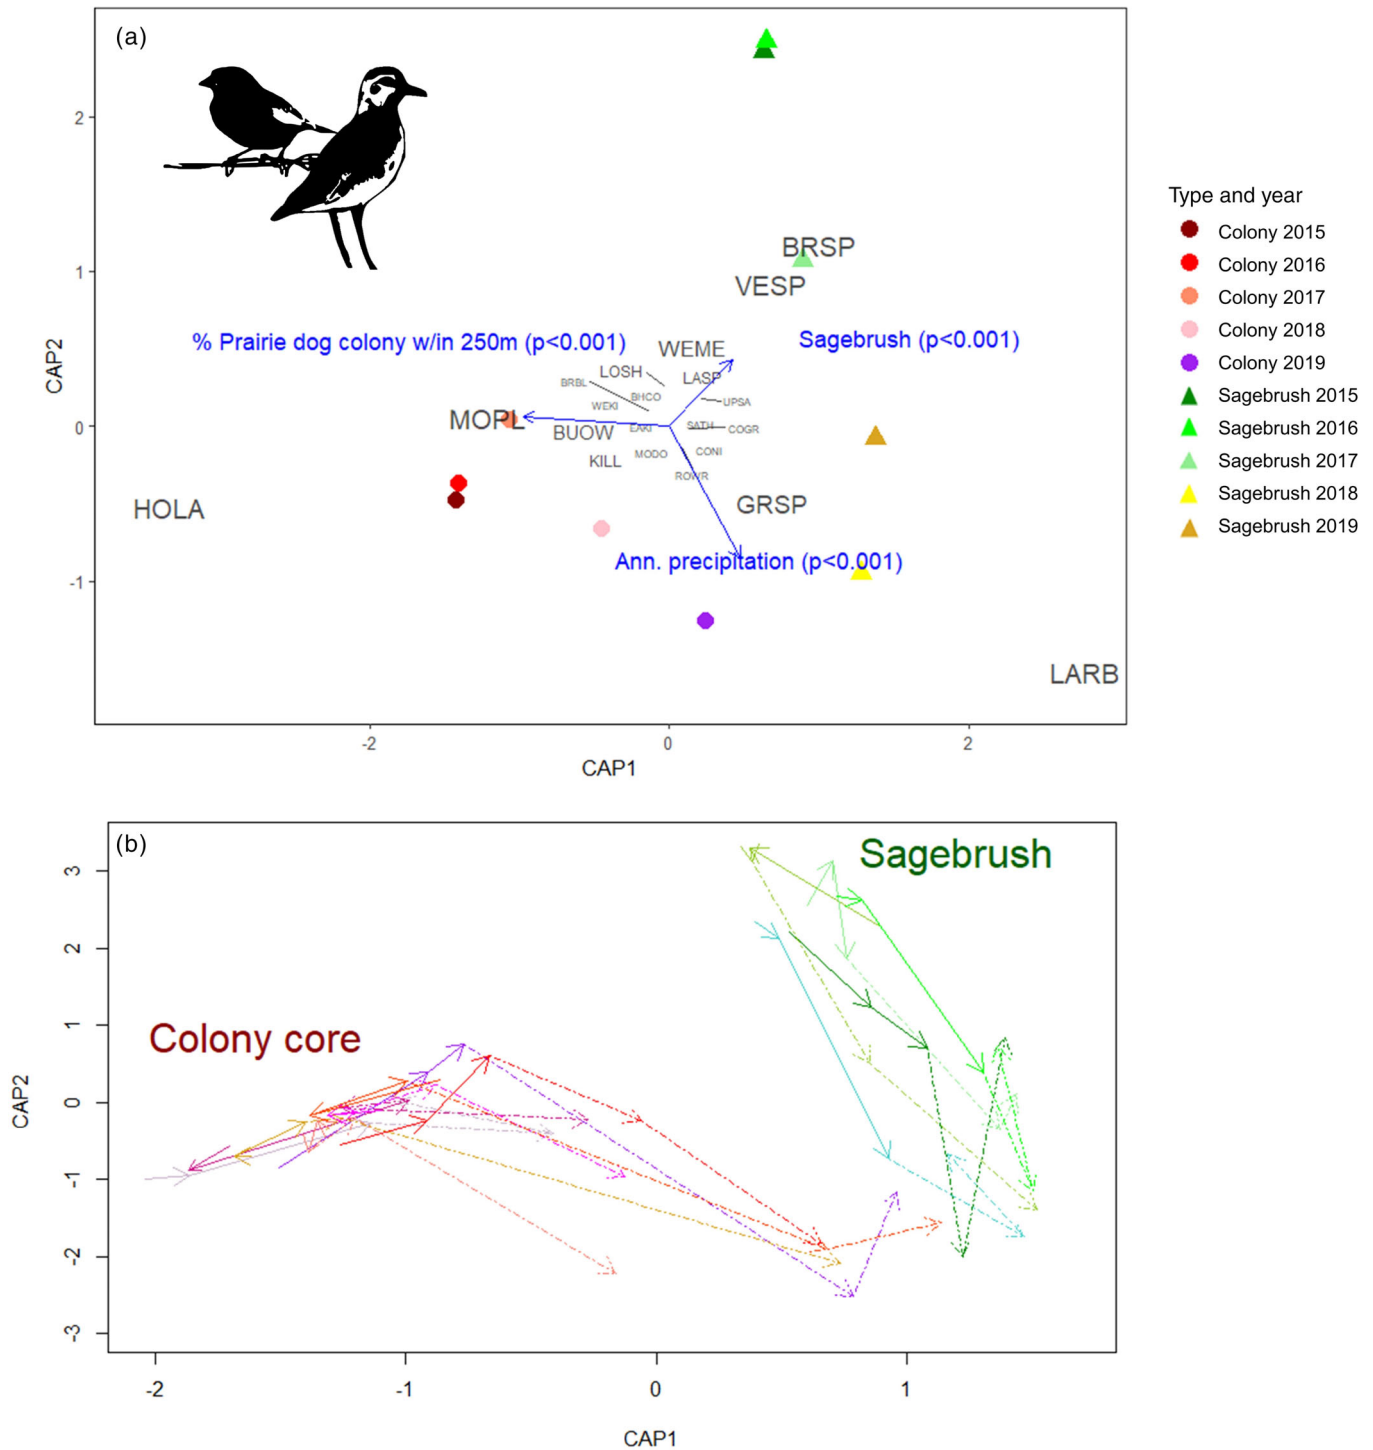 (a)
2
1
0
-1
CAP2
-2
0
2
CAP1
BRSP
VESP
% Prairie dog colony w/in 250m (p<0.001)
Sagebrush (p<0.001)
WEME
LOSH
LASP
BRBL
BHCO
UPSA
WEKI
MOPL
BUOW
EAKI
SATH
COGR
KILL
MODO
CONI
ROWR
HOLA
GRSP
Ann. precipitation (p<0.001)
LARB
Type and year
Colony 2015
Colony 2016
Colony 2017
Colony 2018
Colony 2019
Sagebrush 2015
Sagebrush 2016
Sagebrush 2017
Sagebrush 2018
Sagebrush 2019
(b)
Sagebrush
Colony core
3
2
1
0
-1
-2
-3
CAP2
-2
-1
0
1
CAP1